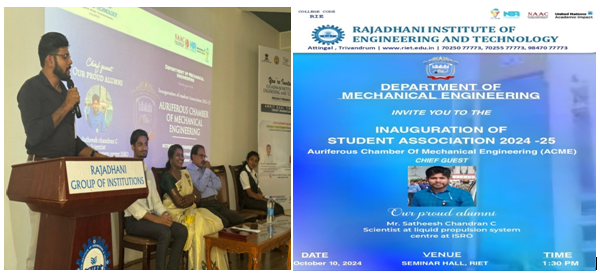 Chief guest
OUR PROUD ALUMNI
Satheesh chandran C
NAAC
DEPARTMENT OF MECHANICAL
ENGINEERING
AURIFEROUS CHAMBER
OF MECHANICAL
ENGINEERING
RAJADHANI
GROUP OF INSTITUTIONS
COLLEGE CODE
RIE
NAAC
United Nations
Academic Impact
RAJADHANI INSTITUTE OF
ENGINEERING AND TECHNOLOGY
Attingal, Trivandrum | www.riet.edu.in | 70250 77773, 70255 77773, 98470 77773
DEPARTMENT OF
MECHANICAL ENGINEERING
INVITE YOU TO THE
INAUGURATION OF
STUDENT ASSOCIATION 2024 -25
Auriferous Chamber Of Mechanical Engineering (ACME)
CHIEF GUEST
Our proud alumni
Mr. Satheesh Chandran C
Scientist at liquid propulsion system
centre at ISRO
DATE
October 10, 2024
VENUE
SEMINAR HALL, RIET
TIME
1:30 PM